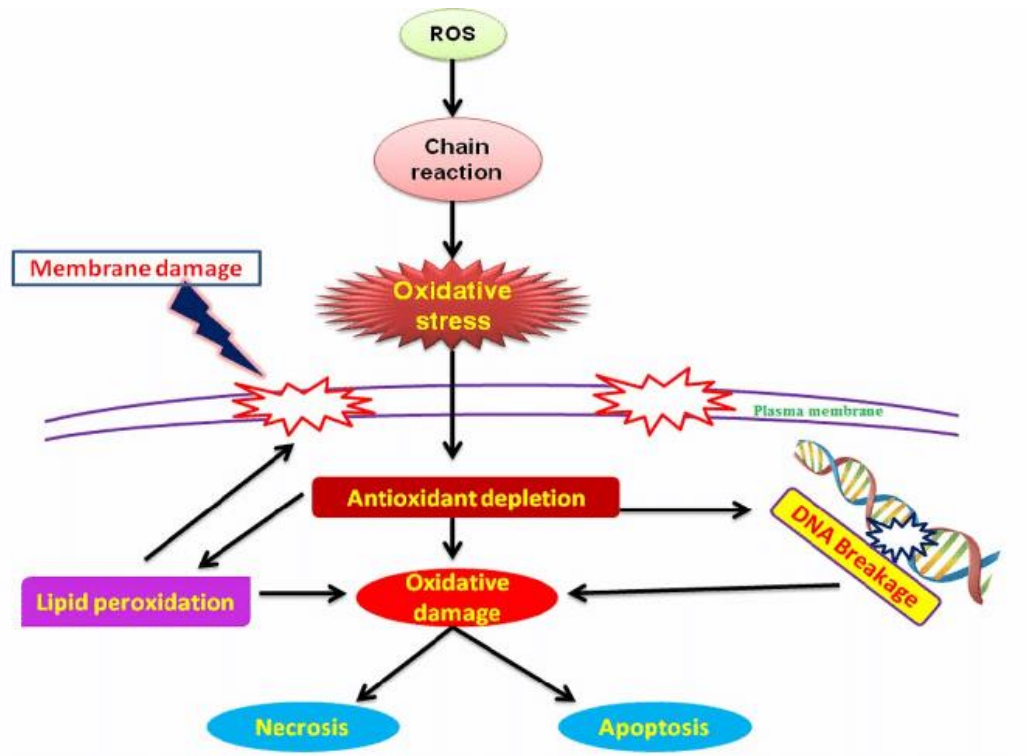 ROS
Chain
reaction
Membrane damage
Oxidative
stress
Plasma membrane
Antioxidant depletion
DNA Breakage
Lipid peroxidation
Oxidative
damage
Necrosis
Apoptosis